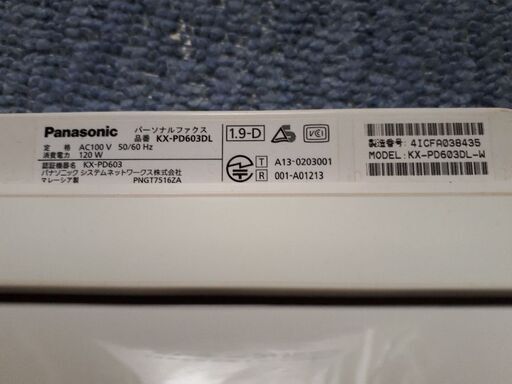 Panasonic パーソナルファクス
品番 KX-PD603DL
定格 AC100 V 50/60 Hz
消費電力 120 W
認証機器名 KX-PD603
パナソニック システムネットワークス株式会社
マレーシア製 PNGT7516ZA
1.9-D
VCI
T A13-0203001
R 001-A01213
製造番号: 4ICFA038435
MODEL: KX-PD603DL-W